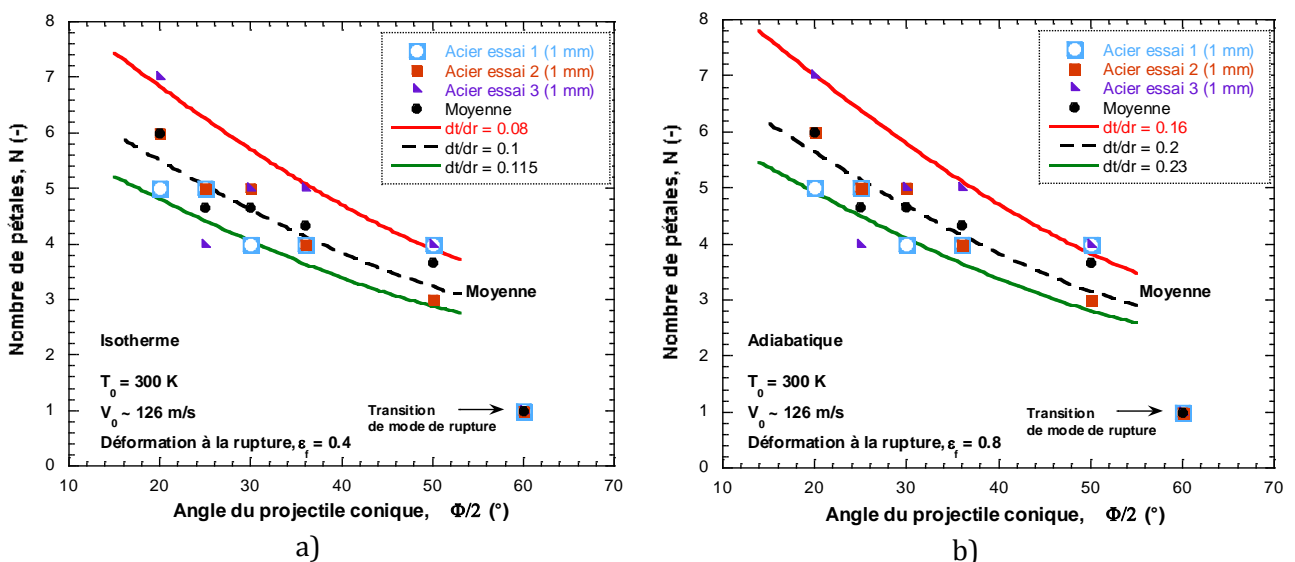 8
7
6
5
4
3
2
1
0
Nombre de pétales, N (-)
Acier essai 1 (1 mm)
Acier essai 2 (1 mm)
Acier essai 3 (1 mm)
Moyenne
dt/dr = 0.08
dt/dr = 0.1
dt/dr = 0.115
Moyenne
Isotherme
T0 = 300 K
V0 ~ 126 m/s
Déformation à la rupture, εf = 0.4
Transition
de mode de rupture
10 20 30 40 50 60 70
Angle du projectile conique, Φ/2 (°)
a)
8
7
6
5
4
3
2
1
0
Nombre de pétales, N (-)
Acier essai 1 (1 mm)
Acier essai 2 (1 mm)
Acier essai 3 (1 mm)
Moyenne
dt/dr = 0.16
dt/dr = 0.2
dt/dr = 0.23
Moyenne
Adiabatique
T0 = 300 K
V0 ~ 126 m/s
Déformation à la rupture, εf = 0.8
Transition
de mode de rupture
10 20 30 40 50 60 70
Angle du projectile conique, Φ/2 (°)
b)